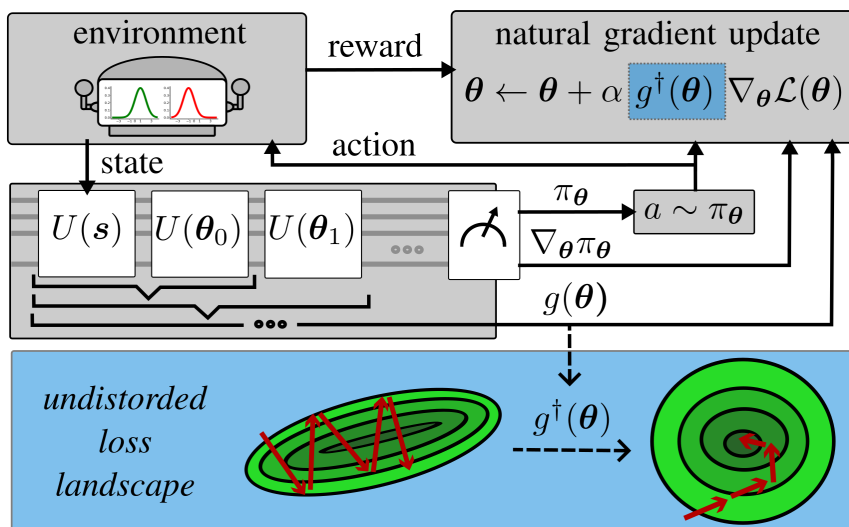 environment
reward
natural gradient update
θ ← θ + α g†(θ) ∇θL(θ)
action
state
U(s) U(θ0) U(θ1)
πθ
a ∼ πθ
∇θπθ
g(θ)
undistorded
loss
landscape
g†(θ)